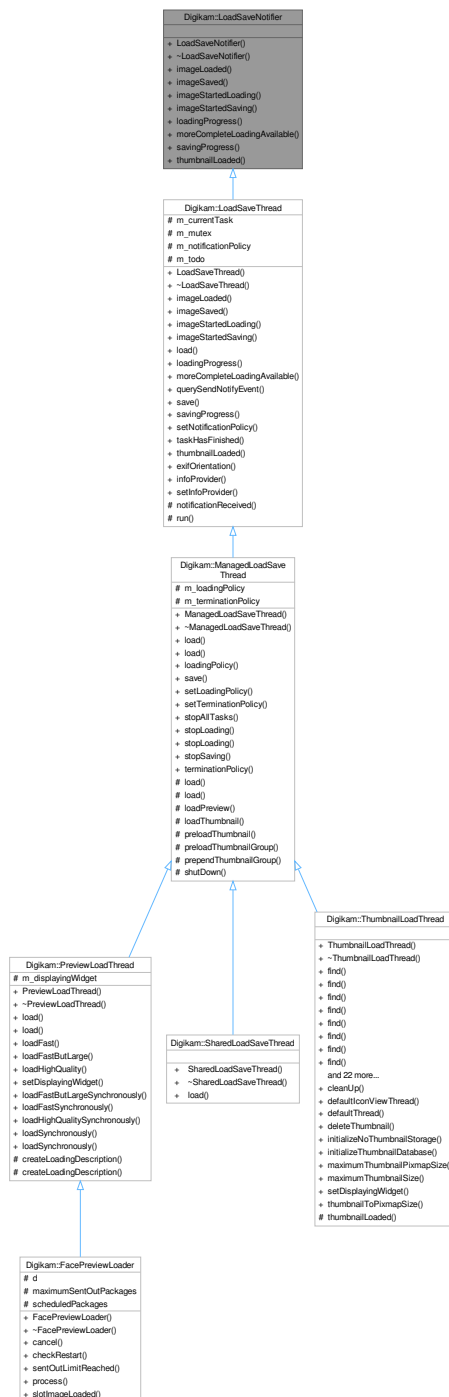 Digikam::LoadSaveNotifier
+ LoadSaveNotifier()
+ ~LoadSaveNotifier()
+ imageLoaded()
+ imageSaved()
+ imageStartedLoading()
+ imageStartedSaving()
+ loadingProgress()
+ moreCompleteLoadingAvailable()
+ savingProgress()
+ thumbnailLoaded()
Digikam::LoadSaveThread
# m_currentTask
# m_mutex
# m_notificationPolicy
# m_todo
+ LoadSaveThread()
+ ~LoadSaveThread()
+ imageLoaded()
+ imageSaved()
+ imageStartedLoading()
+ imageStartedSaving()
+ load()
+ loadingProgress()
+ moreCompleteLoadingAvailable()
+ querySendNotifyEvent()
+ save()
+ savingProgress()
+ setNotificationPolicy()
+ taskHasFinished()
+ thumbnailLoaded()
+ exifOrientation()
+ infoProvider()
+ setInfoProvider()
# notificationReceived()
# run()
Digikam::ManagedLoadSave
Thread
# m_loadingPolicy
# m_terminationPolicy
+ ManagedLoadSaveThread()
+ ~ManagedLoadSaveThread()
+ load()
+ load()
+ loadingPolicy()
+ save()
+ setLoadingPolicy()
+ setTerminationPolicy()
+ stopAllTasks()
+ stopLoading()
+ stopLoading()
+ stopSaving()
+ terminationPolicy()
# load()
# load()
# loadPreview()
# loadThumbnail()
# preloadThumbnail()
# preloadThumbnailGroup()
# prependThumbnailGroup()
# shutDown()
Digikam::PreviewLoadThread
# m_displayingWidget
+ PreviewLoadThread()
+ ~PreviewLoadThread()
+ load()
+ load()
+ loadFast()
+ loadFastButLarge()
+ loadHighQuality()
+ setDisplayingWidget()
+ loadFastButLargeSynchronously()
+ loadFastSynchronously()
+ loadHighQualitySynchronously()
+ loadSynchronously()
+ loadSynchronously()
# createLoadingDescription()
# createLoadingDescription()
Digikam::SharedLoadSaveThread
+ SharedLoadSaveThread()
+ ~SharedLoadSaveThread()
+ load()
Digikam::ThumbnailLoadThread
+ ThumbnailLoadThread()
+ ~ThumbnailLoadThread()
+ find()
+ find()
+ find()
+ find()
+ find()
+ find()
+ find()
+ find()
and 22 more...
+ cleanUp()
+ defaultIconViewThread()
+ defaultThread()
+ deleteThumbnail()
+ initializeNoThumbnailStorage()
+ initializeThumbnailDatabase()
+ maximumThumbnailPixmapSize()
+ maximumThumbnailSize()
+ setDisplayingWidget()
+ thumbnailToPixmapSize()
# thumbnailLoaded()
Digikam::FacePreviewLoader
# d
# maximumSentOutPackages
# scheduledPackages
+ FacePreviewLoader()
+ ~FacePreviewLoader()
+ cancel()
+ checkRestart()
+ sentOutLimitReached()
+ process()
+ slotImageLoaded()